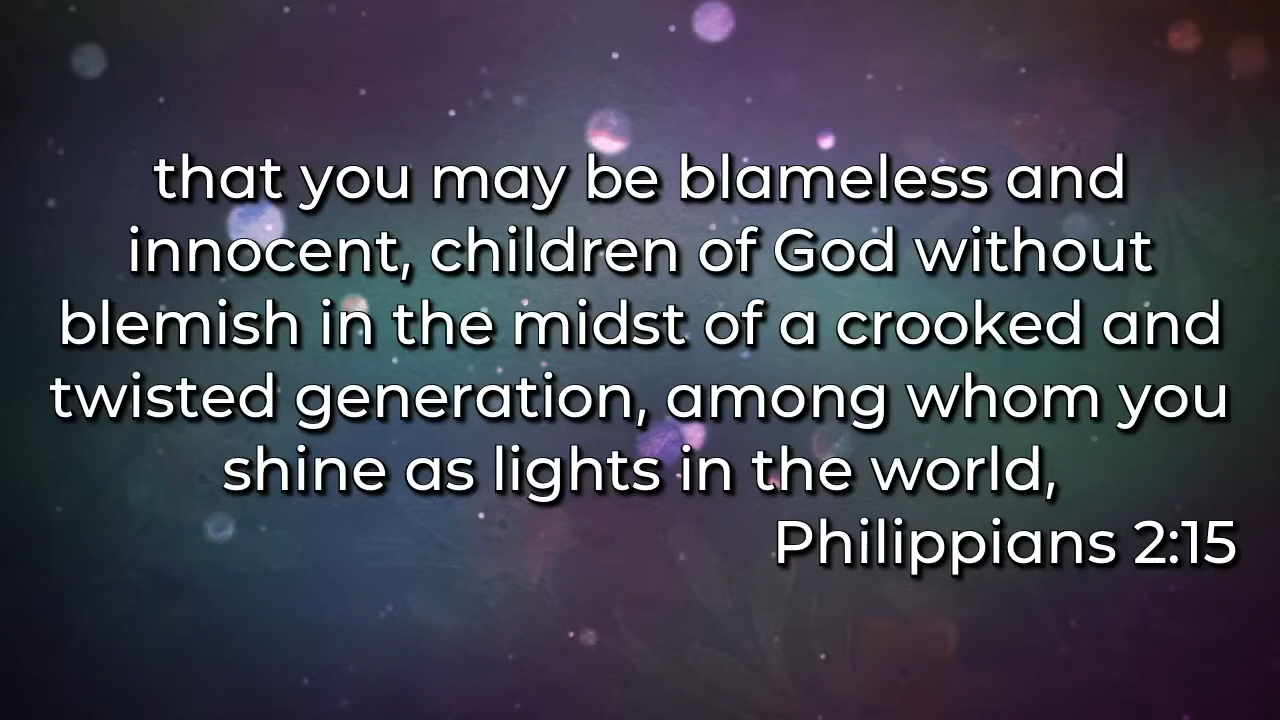 that you may be blameless and
innocent, children of God without
blemish in the midst of a crooked and
twisted generation, among whom you
shine as lights in the world,
Philippians 2:15